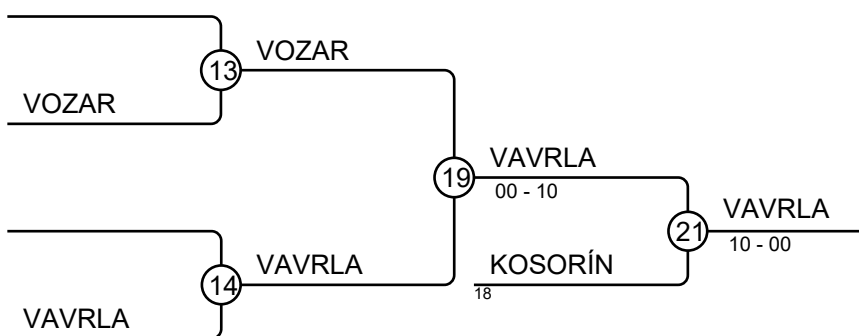 13
VOZAR
VOZAR
19
VAVRLA
00 - 10
21
VAVRLA
10 - 00
14
VAVRLA
KOSORÍN
18
VAVRLA